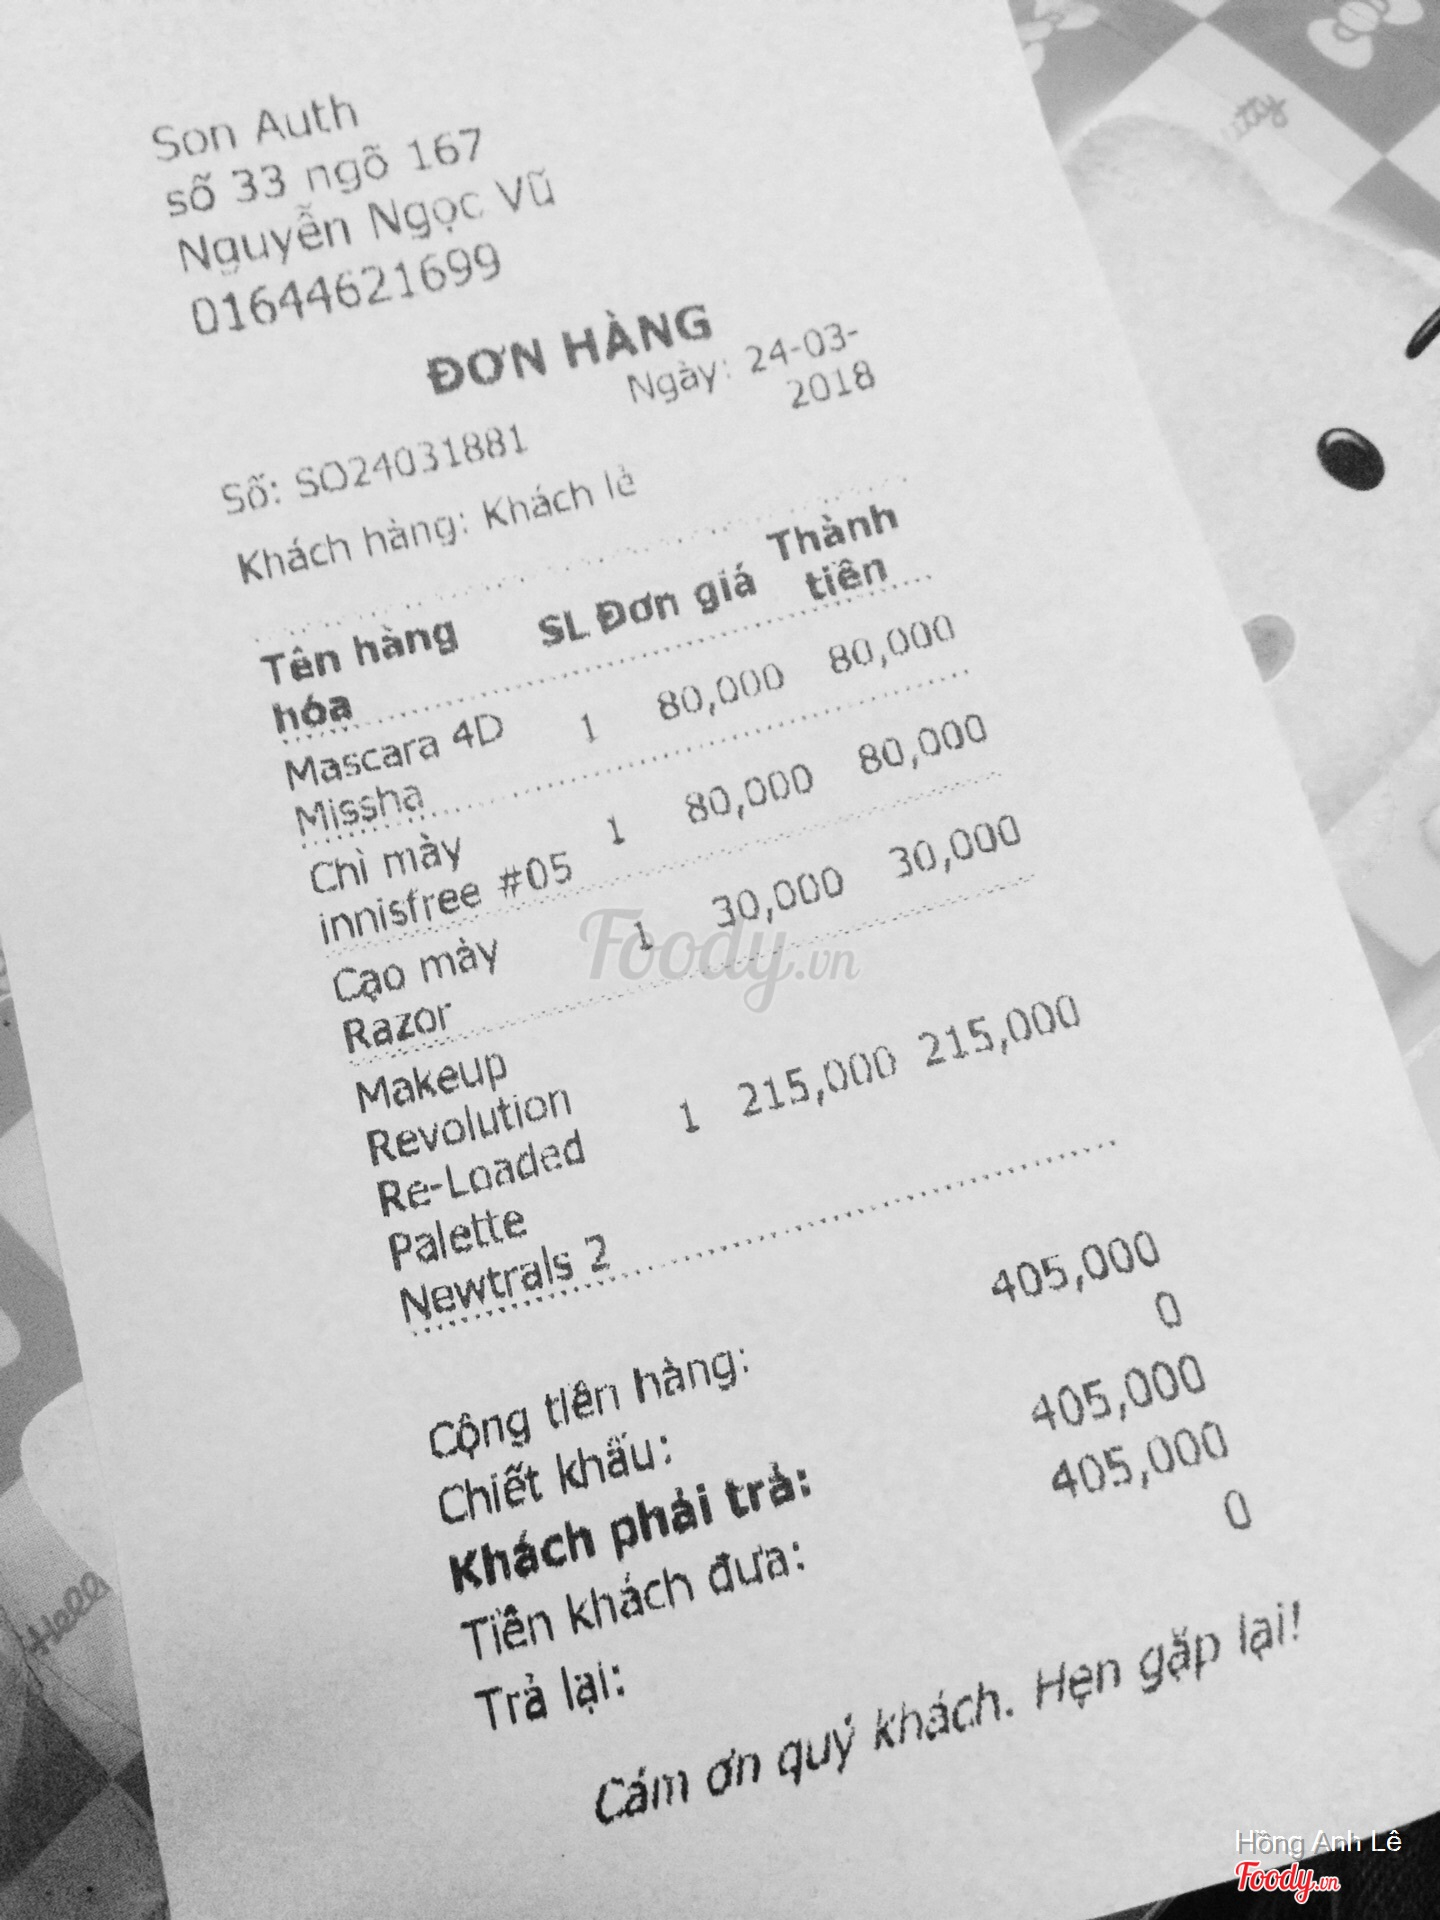 Son Auth
số 33 ngõ 167
Nguyễn Ngọc Vũ
01644621699
ĐƠN HÀNG
Ngày: 24-03-
2018
Số: SO24031881
Khách hàng: Khách lẻ
Tên hàng hóa SL Đơn giá Thành tiền
Mascara 4D 1 80,000 80,000
Missha
Chì mày 1 80,000 80,000
innisfree #05
Cạo mày 1 30,000 30,000
Razor
Makeup
Revolution
Re-Loaded 1 215,000 215,000
Palette
Newtrals 2
Cộng tiền hàng: 405,000
Chiết khấu: 0
Khách phải trả: 405,000
Tiền khách đưa: 405,000
Trả lại: 0
Cám ơn quý khách. Hẹn gặp lại!
Foody.vn
itty
Hello
Hồng Anh Lê
Foody.vn